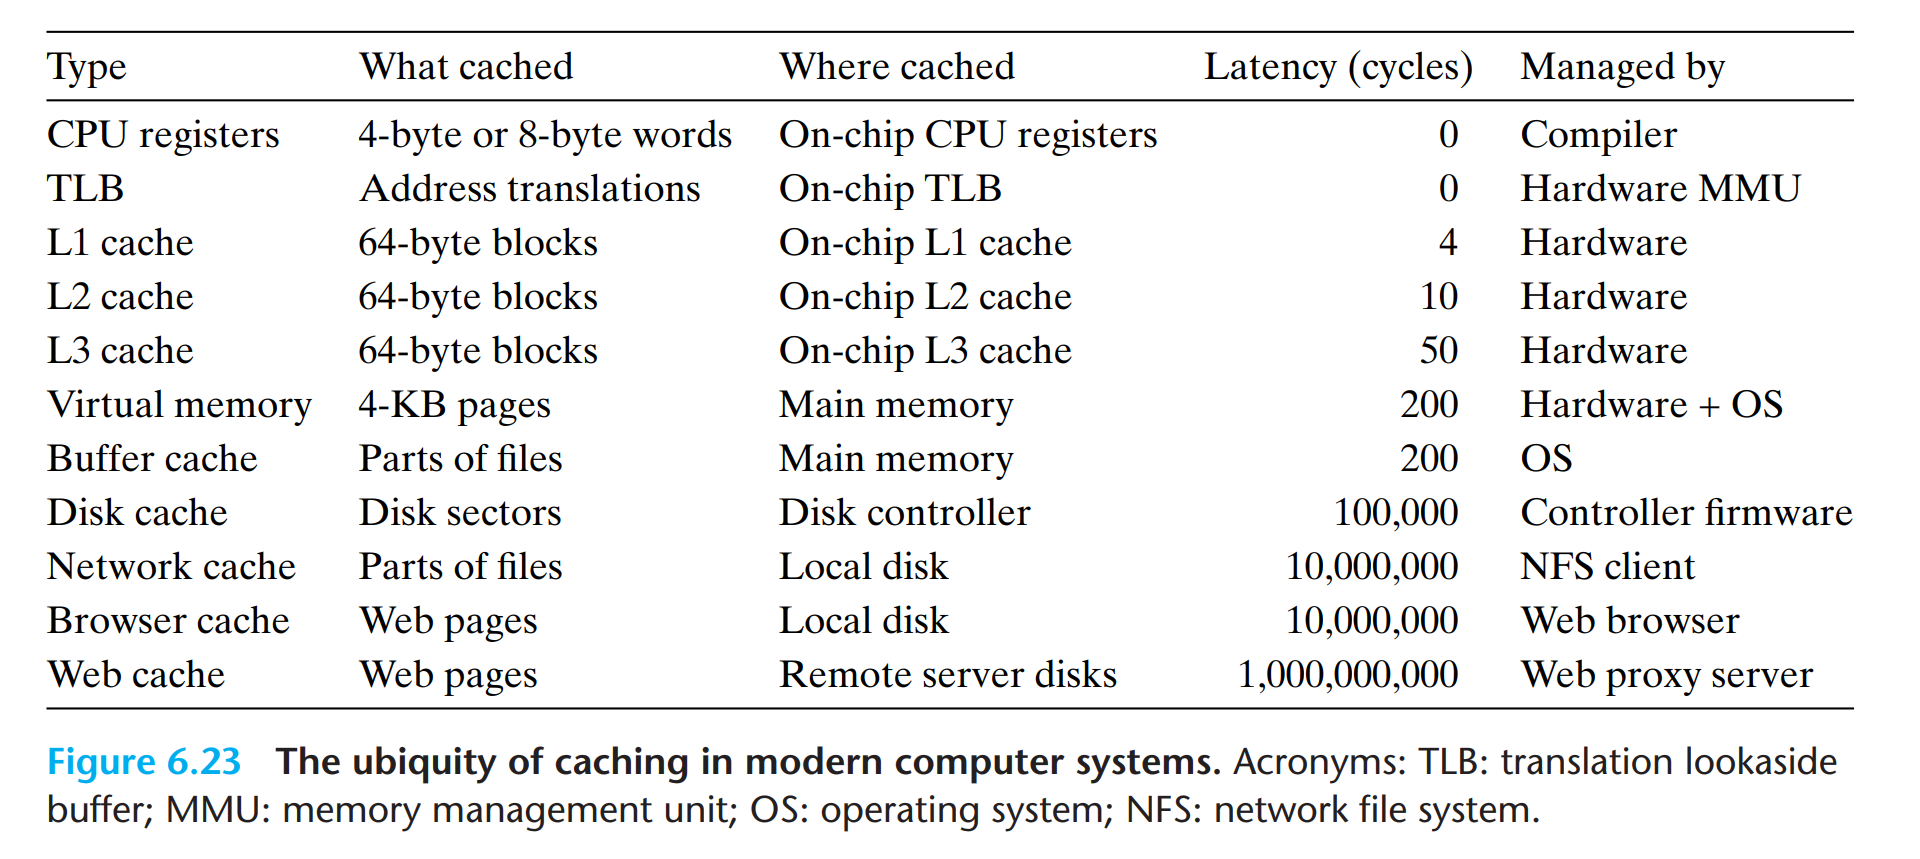 Type What cached Where cached Latency (cycles) Managed by
CPU registers 4-byte or 8-byte words On-chip CPU registers 0 Compiler
TLB Address translations On-chip TLB 0 Hardware MMU
L1 cache 64-byte blocks On-chip L1 cache 4 Hardware
L2 cache 64-byte blocks On-chip L2 cache 10 Hardware
L3 cache 64-byte blocks On-chip L3 cache 50 Hardware
Virtual memory 4-KB pages Main memory 200 Hardware + OS
Buffer cache Parts of files Main memory 200 OS
Disk cache Disk sectors Disk controller 100,000 Controller firmware
Network cache Parts of files Local disk 10,000,000 NFS client
Browser cache Web pages Local disk 10,000,000 Web browser
Web cache Web pages Remote server disks 1,000,000,000 Web proxy server
Figure 6.23 The ubiquity of caching in modern computer systems. Acronyms: TLB: translation lookaside
buffer; MMU: memory management unit; OS: operating system; NFS: network file system.